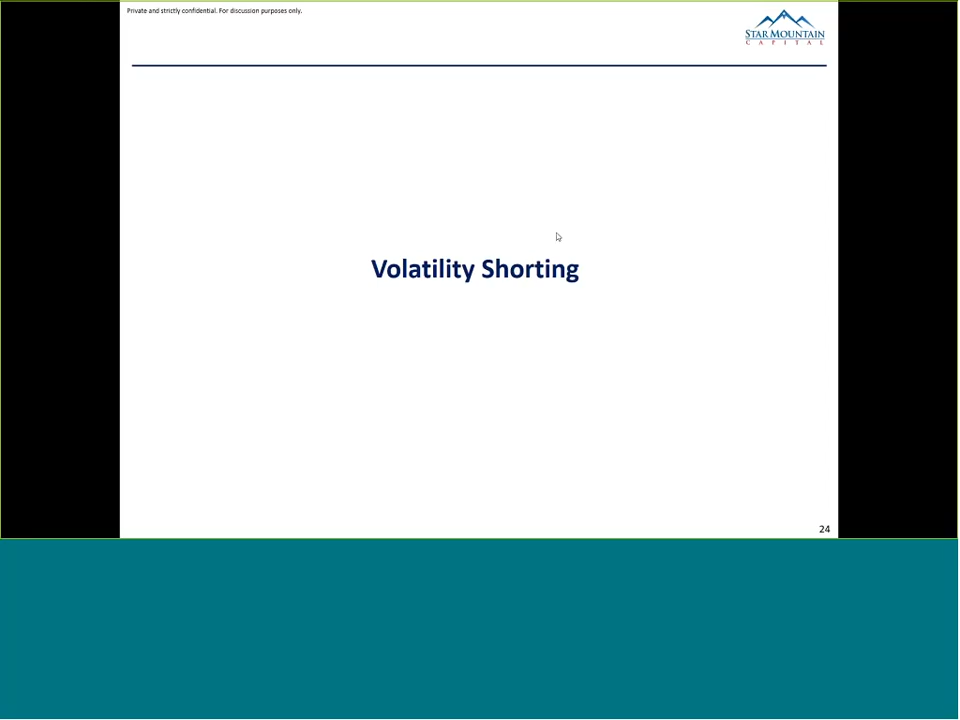 Private and strictly confidential. For discussion purposes only.
STAR MOUNTAIN
CAPITAL
Volatility Shorting
24